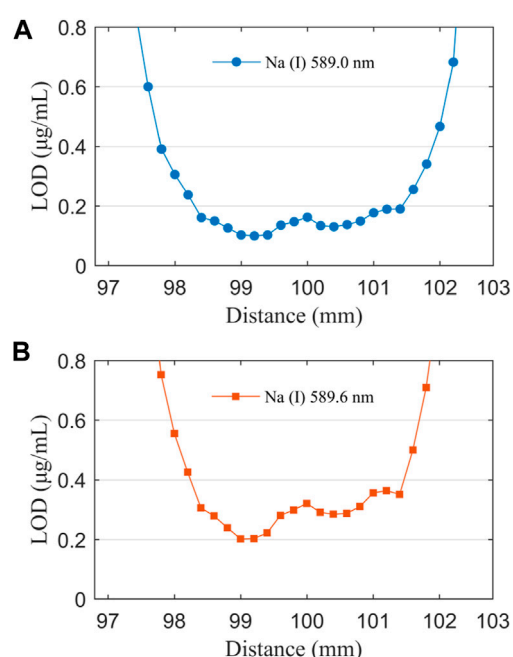 A
0.8
Na (I) 589.0 nm
0.6
0.4
0.2
0
LOD (µg/mL)
97 98 99 100 101 102 103
Distance (mm)
B
0.8
Na (I) 589.6 nm
0.6
0.4
0.2
0
LOD (µg/mL)
97 98 99 100 101 102 103
Distance (mm)